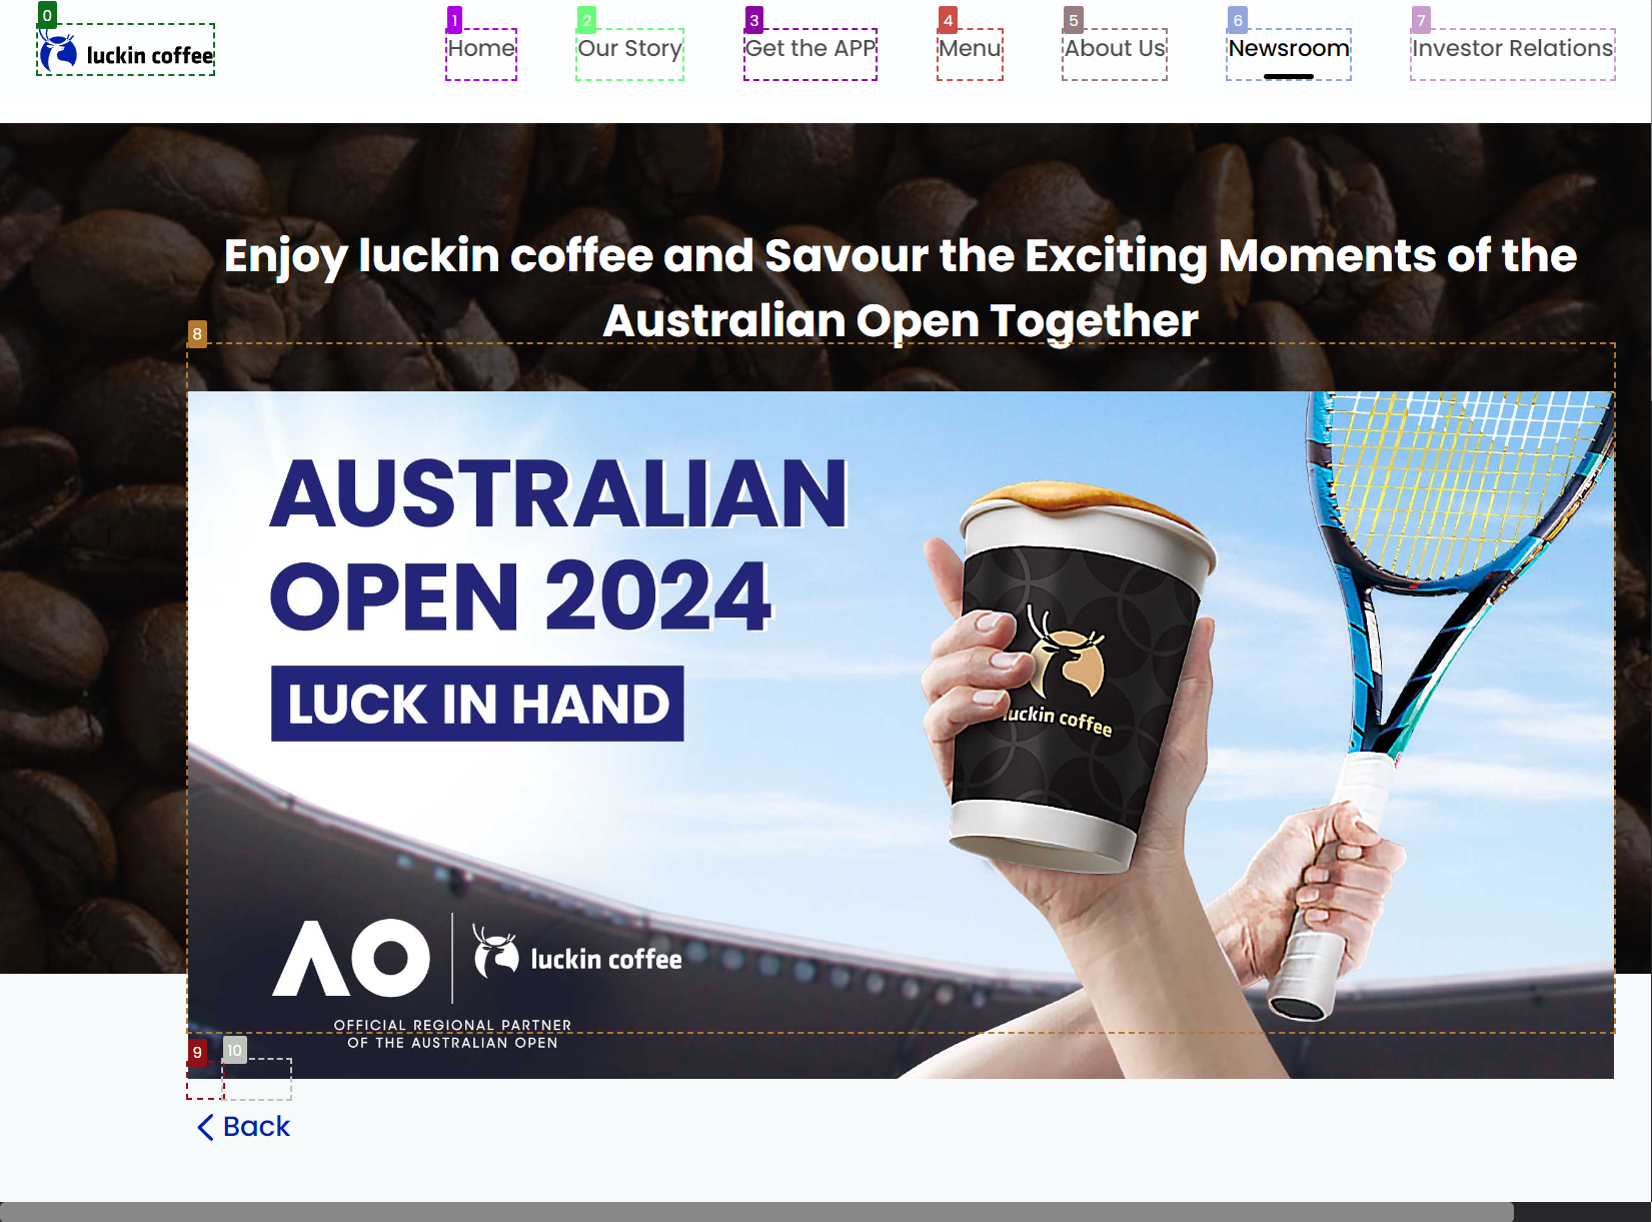 0
1
2
3
4
5
6
7
luckin coffee
Home
Our Story
Get the APP
Menu
About Us
Newsroom
Investor Relations
Enjoy luckin coffee and Savour the Exciting Moments of the
Australian Open Together
8
AUSTRALIAN
OPEN 2024
LUCK IN HAND
luckin coffee
AO
luckin coffee
OFFICIAL REGIONAL PARTNER
OF THE AUSTRALIAN OPEN
9
10
Back